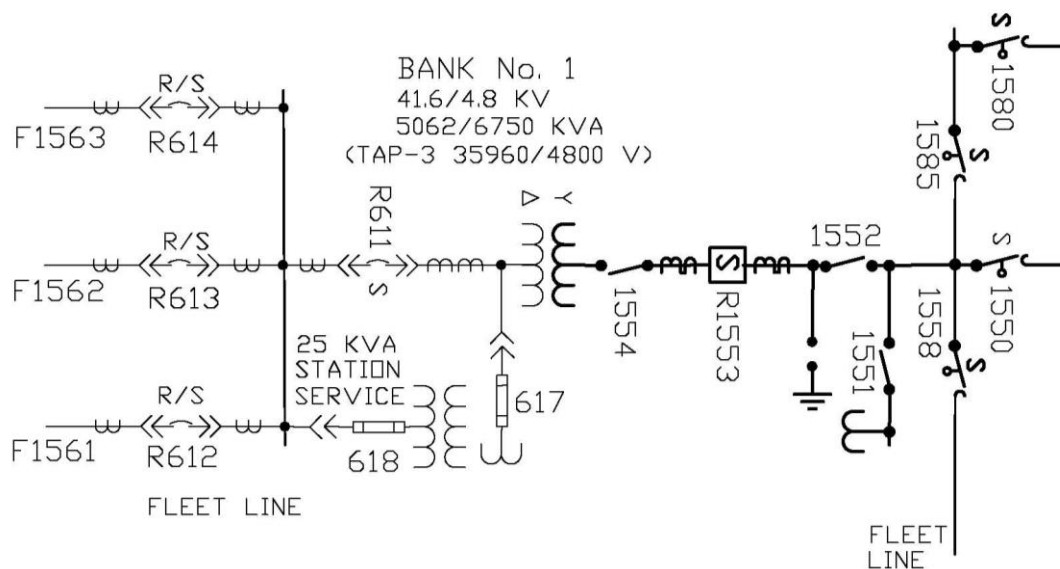 BANK No. 1
41.6/4.8 KV
5062/6750 KVA
(TAP-3 35960/4800 V)
R/S
F1563
R614
R/S
F1562
R613
R611
S
R/S
F1561
R612
25 KVA
STATION
SERVICE
618
617
FLEET LINE
1554
S
R1553
1552
1551
S
1580
S
1585
S
1550
S
1558
FLEET
LINE